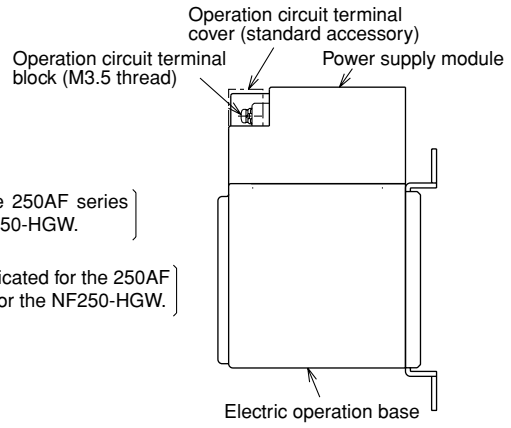 Operation circuit terminal
cover (standard accessory)
Operation circuit terminal
block (M3.5 thread)
Power supply module
250AF series
50-HGW.
icated for the 250AF
or the NF250-HGW.
Electric operation base